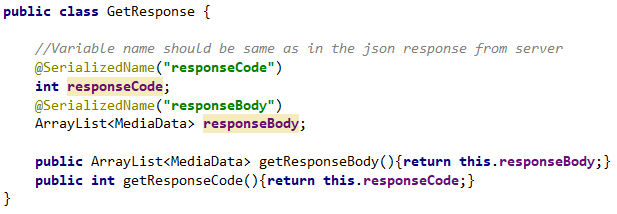 public class GetResponse {
//Variable name should be same as in the json response from server
@SerializedName("responseCode")
int responseCode;
@SerializedName("responseBody")
ArrayList<MediaData> responseBody;
public ArrayList<MediaData> getResponseBody(){return this.responseBody;}
public int getResponseCode(){return this.responseCode;}
}